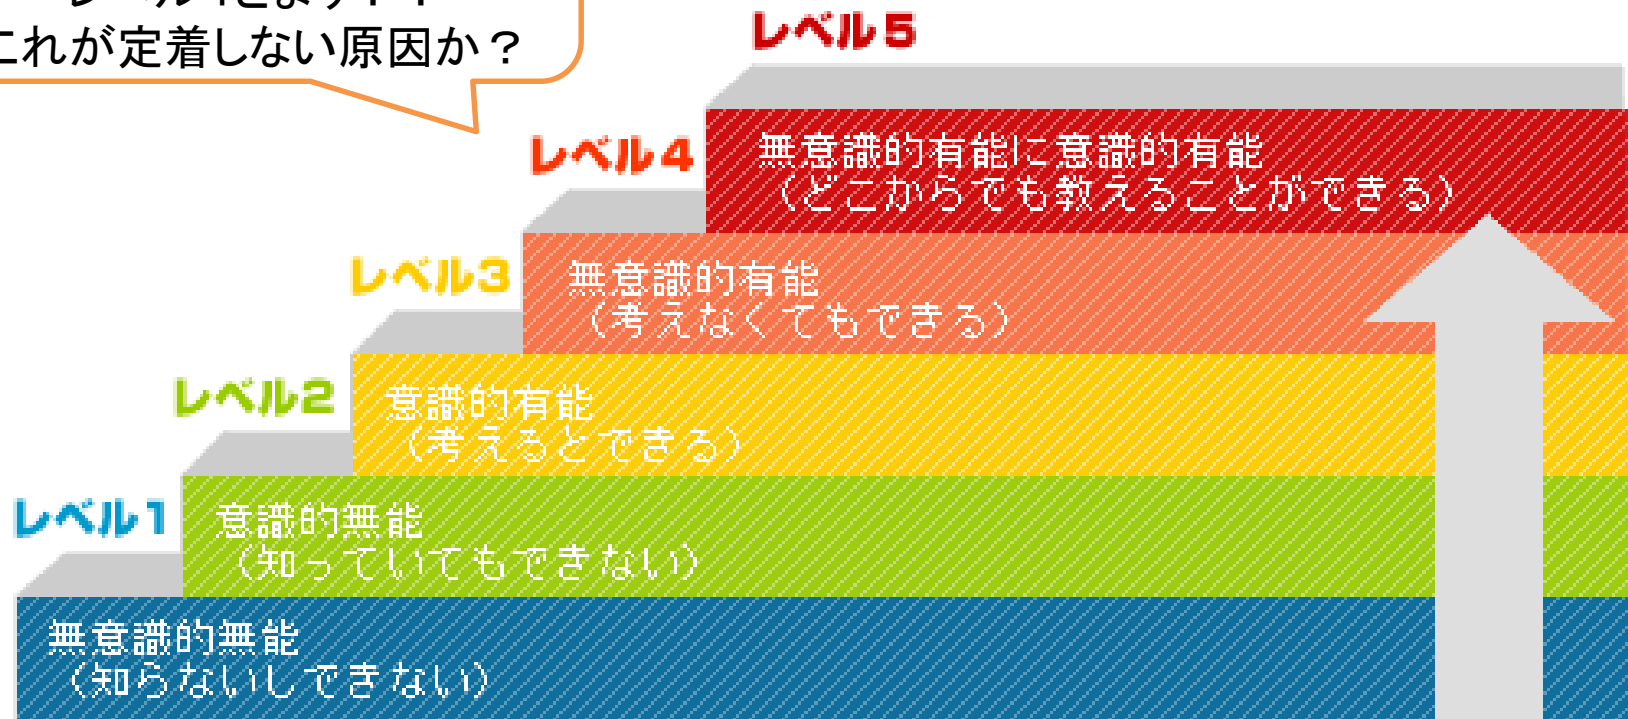 これが定着しない原因か？
レベル５
無意識的有能に意識的有能
（どこからでも教えることができる）
レベル４
無意識的有能
（考えなくてもできる）
レベル3
意識的有能
（考えるとできる）
レベル2
意識的無能
（知っていてもできない）
レベル1
無意識的無能
（知らないしできない）